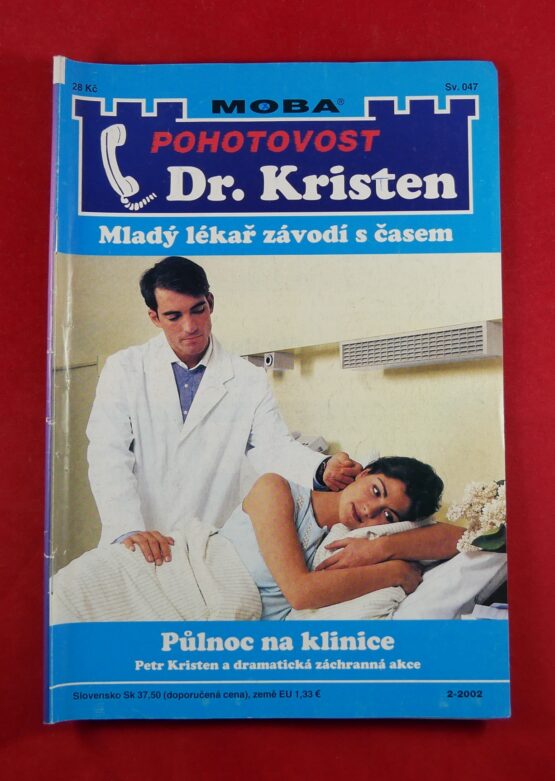 28 Kč
Sv. 047
MOBA®
POHOTOVOST
Dr. Kristen
Mladý lékař závodí s časem
Půlnoc na klinice
Petr Kristen a dramatická záchranná akce
Slovensko Sk 37,50 (doporučená cena), země EU 1,33 €
2-2002